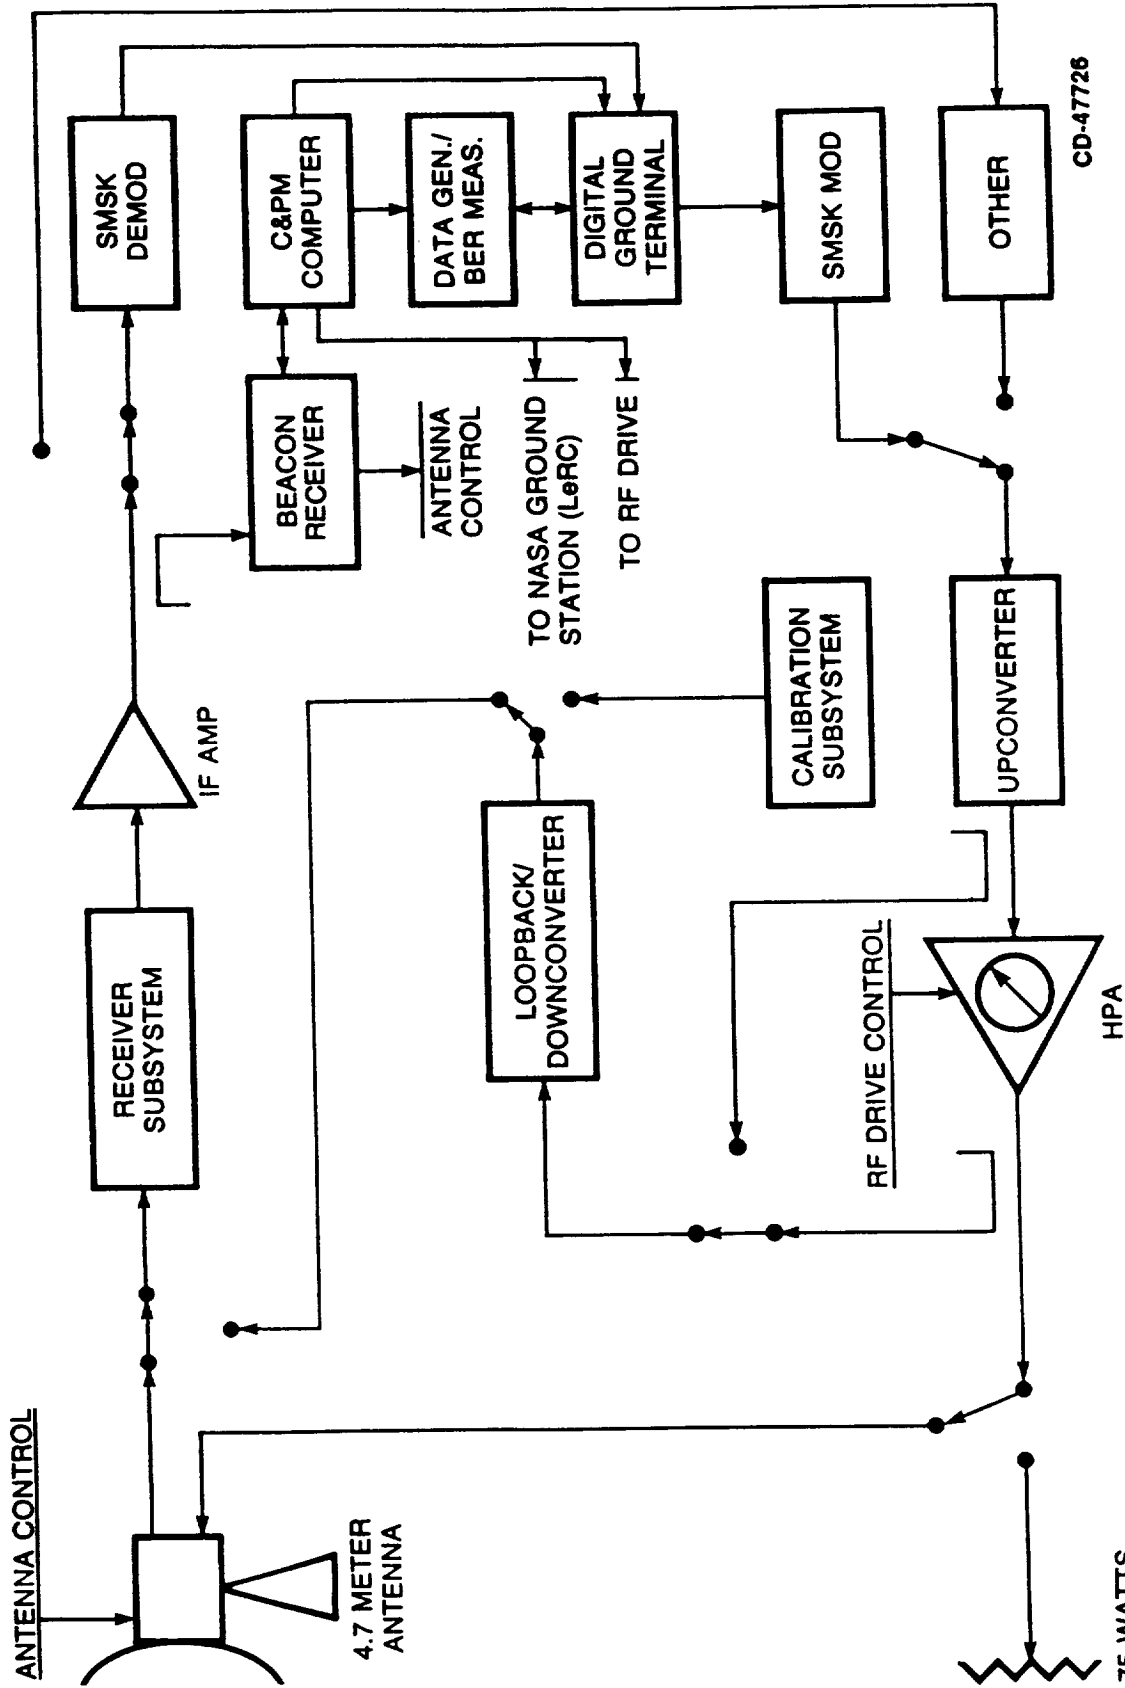 ANTENNA CONTROL
4.7 METER
ANTENNA
RECEIVER
SUBSYSTEM
IF AMP
SMSK
DEMOD
BEACON
RECEIVER
C&PM
COMPUTER
ANTENNA
CONTROL
DATA GEN./
BER MEAS.
TO NASA GROUND
STATION (LeRC)
TO RF DRIVE
DIGITAL
GROUND
TERMINAL
LOOPBACK/
DOWNCONVERTER
CALIBRATION
SUBSYSTEM
SMSK MOD
RF DRIVE CONTROL
HPA
UPCONVERTER
OTHER
75 WATTS
CD-47726